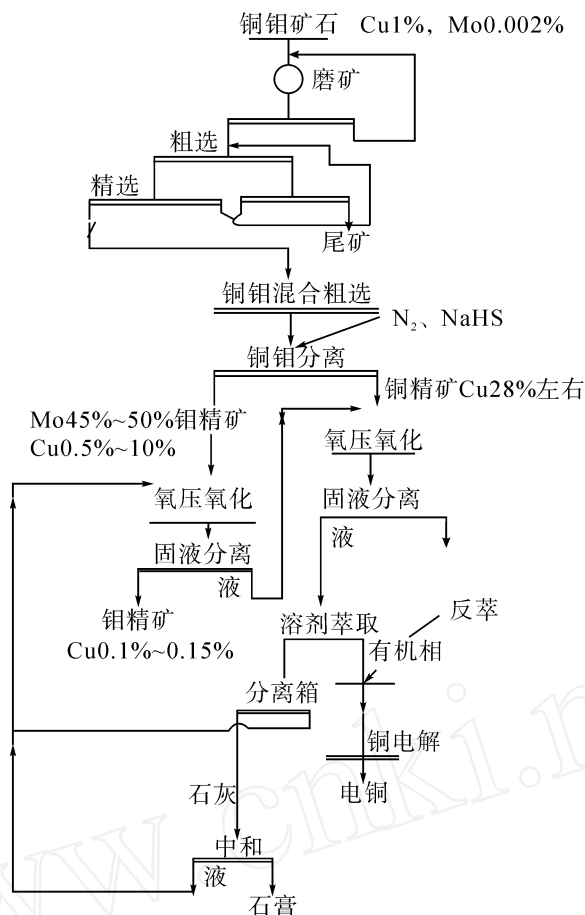 铜钼矿石 Cu1%, Mo0.002%
磨矿
粗选
精选
尾矿
铜钼混合粗选
N₂、NaHS
铜钼分离
铜精矿Cu28%左右
Mo45%~50%钼精矿
Cu0.5%~10%
氧压氧化
氧压氧化
固液分离
液
固液分离
液
钼精矿
Cu0.1%~0.15%
溶剂萃取
反萃
有机相
分离箱
铜电解
石灰
电铜
中和
液
石膏
www.cnki.n